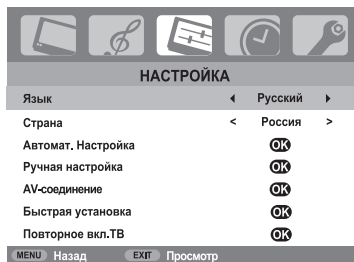 НАСТРОЙКА
Язык Русский
Страна < Россия >
Автомат. Настройка OK
Ручная настройка OK
AV-соединение OK
Быстрая установка OK
Повторное вкл.ТВ OK
MENU Назад EXIT Просмотр